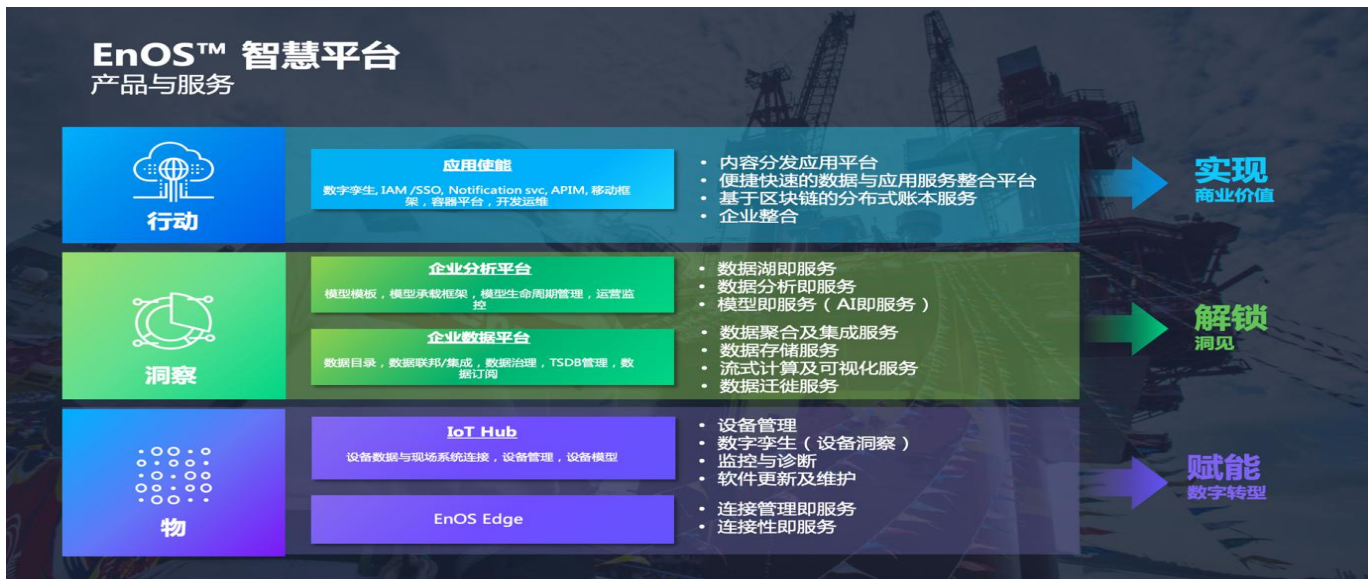 EnOS™ 智慧平台
产品与服务
行动
应用使能
数字孪生, IAM /SSO, Notification svc, APIM, 移动框
架，容器平台，开发运维
• 内容分发应用平台
• 便捷快速的数据与应用服务整合平台
• 基于区块链的分布式账本服务
• 企业整合
实现
商业价值
洞察
企业分析平台
模型模板，模型承载框架，模型生命周期管理，运营监
控
• 数据湖即服务
• 数据分析即服务
• 模型即服务（AI即服务）
企业数据平台
数据目录，数据联邦/集成，数据治理，TSDB管理，数
据订阅
• 数据聚合及集成服务
• 数据存储服务
• 流式计算及可视化服务
• 数据迁徙服务
解锁
洞见
物
IoT Hub
设备数据与现场系统连接，设备管理，设备模型
• 设备管理
• 数字孪生（设备洞察）
• 监控与诊断
• 软件更新及维护
EnOS Edge
• 连接管理即服务
• 连接性即服务
赋能
数字转型